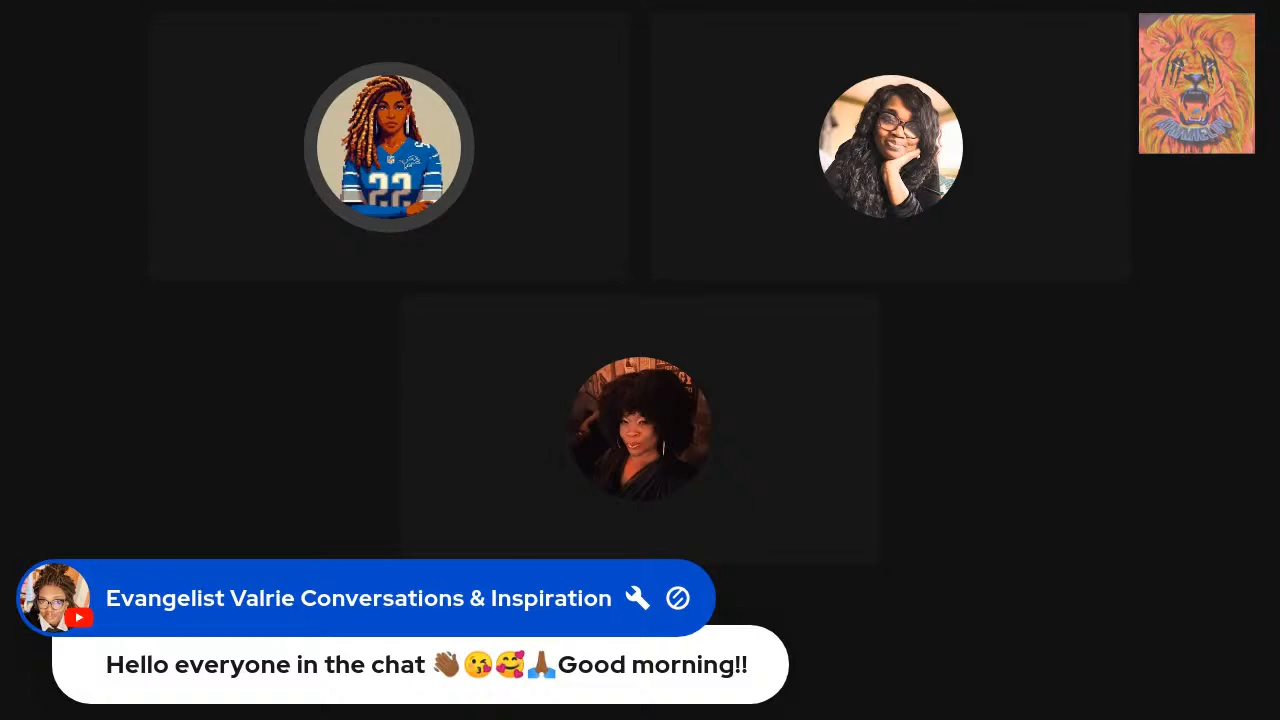 22
Evangelist Valrie Conversations & Inspiration
Hello everyone in the chat 👋🏾😘🥰🙏🏾Good morning!!